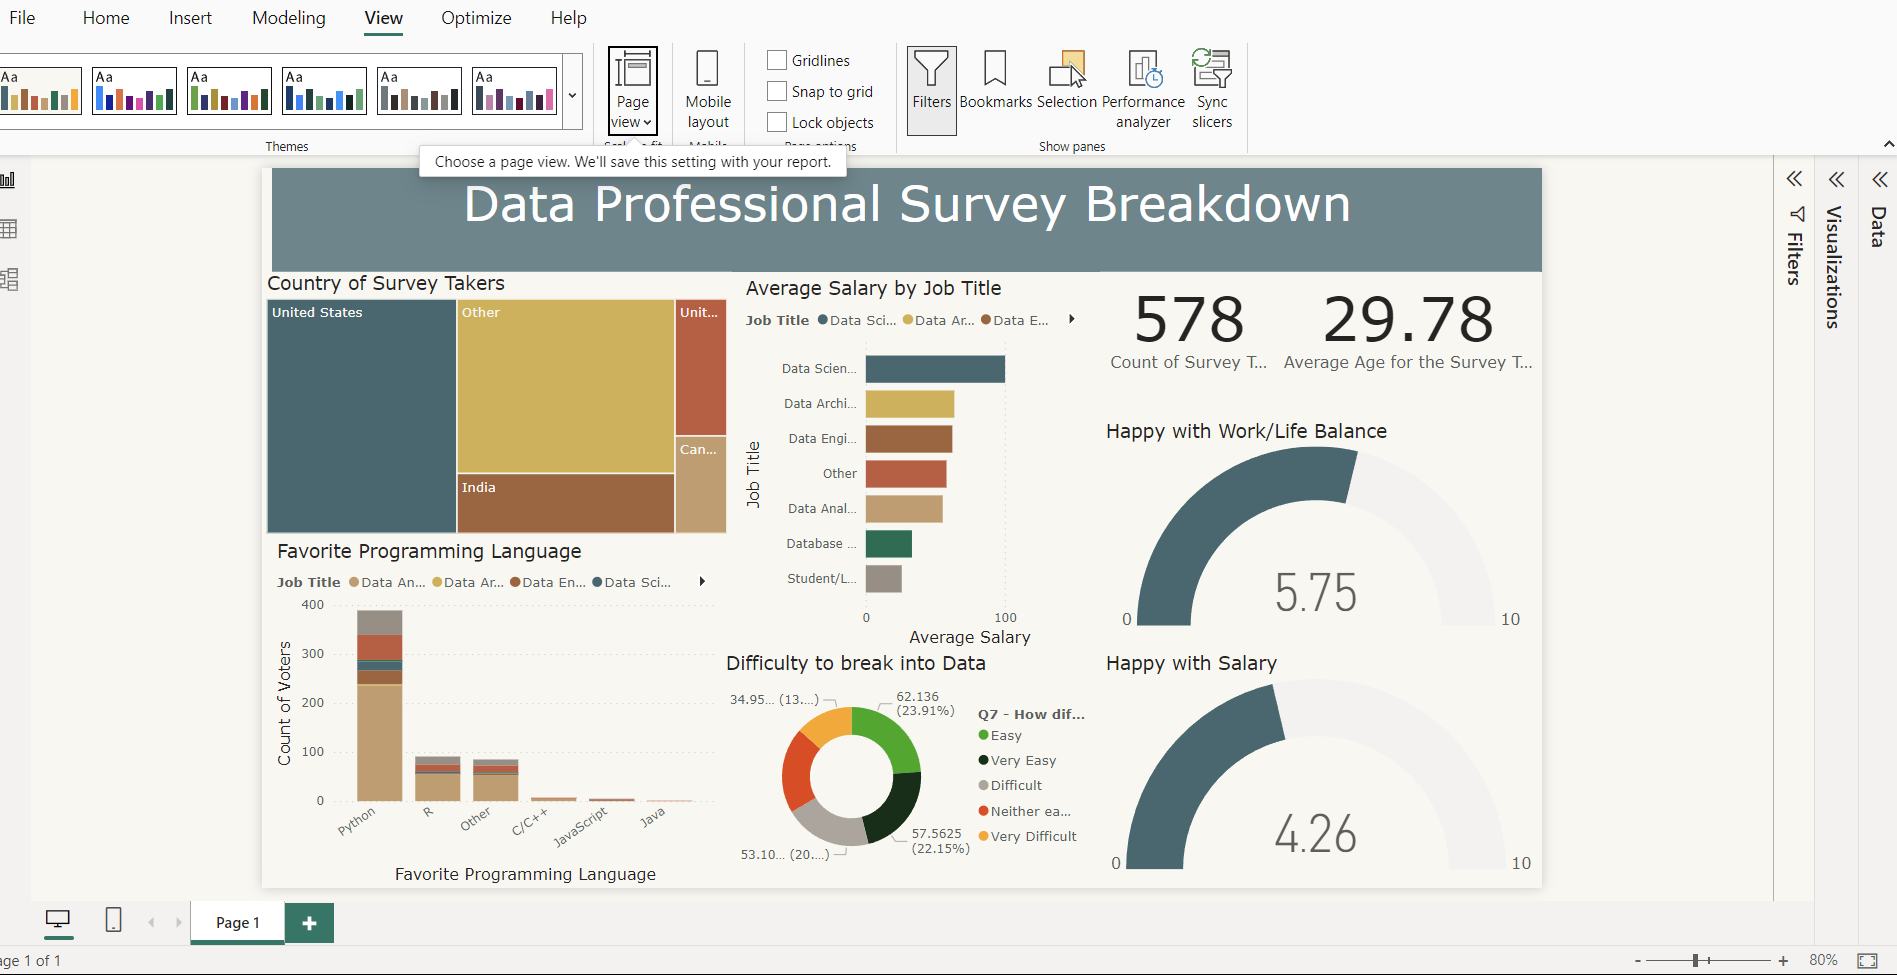 File Home Insert Modeling View Optimize Help
Aa Aa Aa Aa Aa Aa
Page view
Mobile layout
Gridlines
Snap to grid
Lock objects
Filters
Bookmarks
Selection
Performance analyzer
Sync slicers
Themes
Show panes
Choose a page view. We'll save this setting with your report.
Data Professional Survey Breakdown
Country of Survey Takers
United States
Other
Unit...
Can...
India
Average Salary by Job Title
Job Title Data Sci... Data Ar... Data E...
Job Title
Data Scien...
Data Archi...
Data Engi...
Other
Data Anal...
Database ...
Student/L...
0 100
Average Salary
578
Count of Survey T...
29.78
Average Age for the Survey T...
Happy with Work/Life Balance
5.75
0 10
Favorite Programming Language
Job Title Data An... Data Ar... Data En... Data Sci...
Count of Voters
400
300
200
100
0
Python R Other C/C++ JavaScript Java
Favorite Programming Language
Difficulty to break into Data
34.95... (13....)
62.136
(23.91%)
57.5625
(22.15%)
53.10... (20....)
Q7 - How dif...
Easy
Very Easy
Difficult
Neither ea...
Very Difficult
Happy with Salary
4.26
0 10
Filters
Visualizations
Data
Page 1
+
age 1 of 1
- + 80%